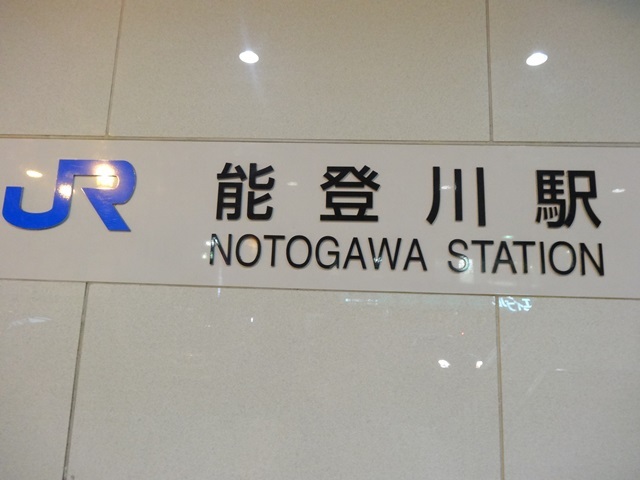 JR 能登川駅
NOTOGAWA STATION